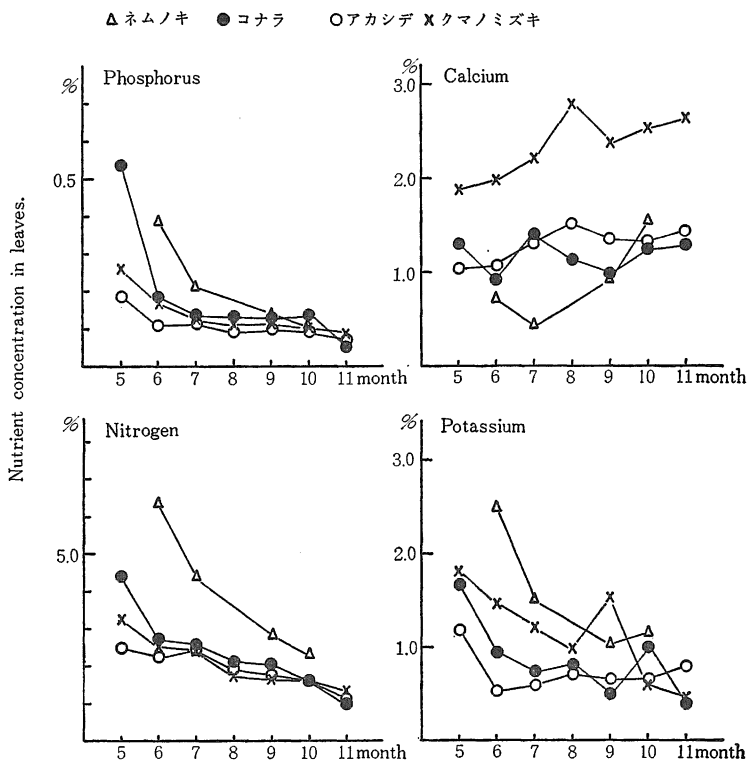 △ネムノキ ●コナラ ○アカシデ ×クマノミズキ
Nutrient concentration in leaves.
% Phosphorus
0.5
5 6 7 8 9 10 11 month
% Calcium
3.0
2.0
1.0
5 6 7 8 9 10 11 month
% Nitrogen
5.0
5 6 7 8 9 10 11 month
% Potassium
3.0
2.0
1.0
5 6 7 8 9 10 11 month